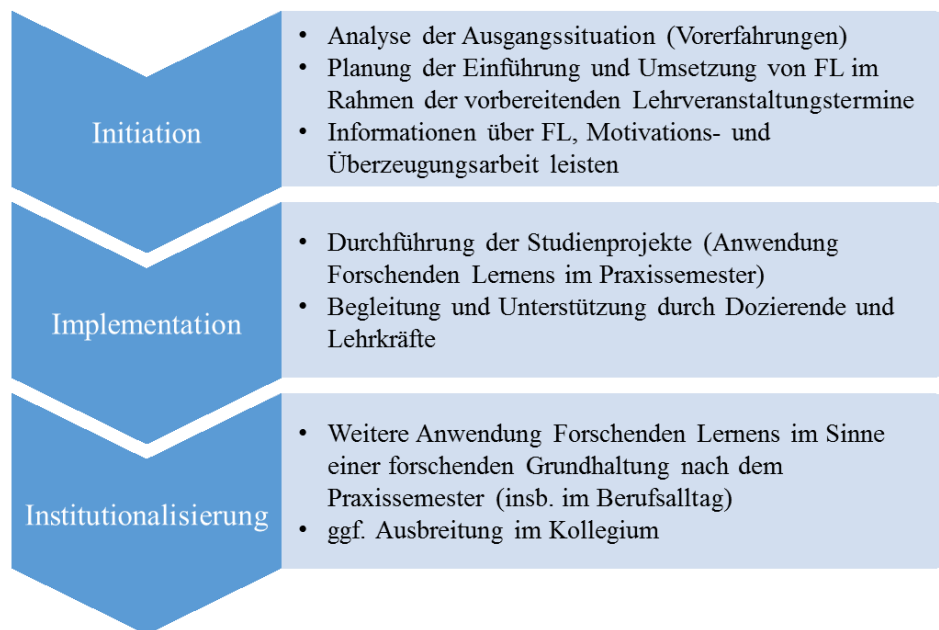 Initiation
• Analyse der Ausgangssituation (Vorerfahrungen)
• Planung der Einführung und Umsetzung von FL im
Rahmen der vorbereitenden Lehrveranstaltungstermine
• Informationen über FL, Motivations- und
Überzeugungsarbeit leisten
Implementation
• Durchführung der Studienprojekte (Anwendung
Forschenden Lernens im Praxissemester)
• Begleitung und Unterstützung durch Dozierende und
Lehrkräfte
Institutionalisierung
• Weitere Anwendung Forschenden Lernens im Sinne
einer forschenden Grundhaltung nach dem
Praxissemester (insb. im Berufsalltag)
• ggf. Ausbreitung im Kollegium